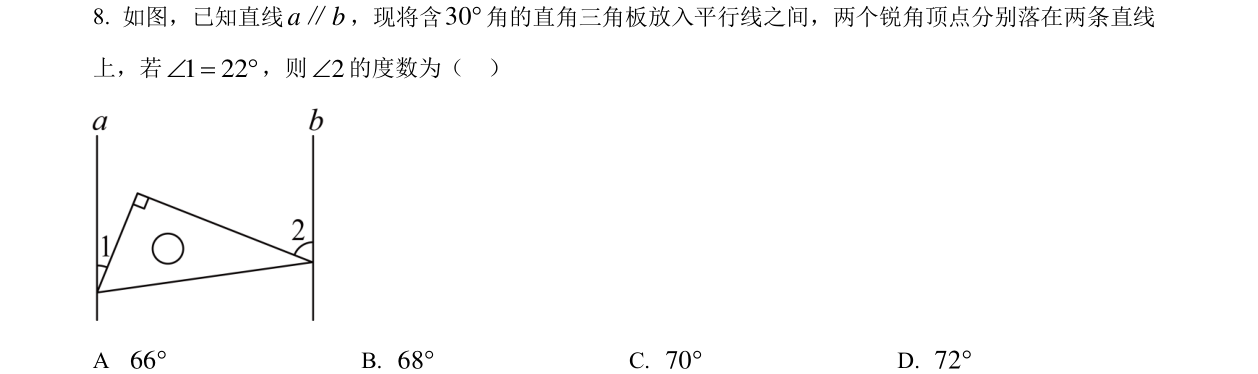 8. 如图，已知直线 a∥b，现将含30°角的直角三角板放入平行线之间，两个锐角顶点分别落在两条直线
上，若∠1=22°，则∠2的度数为（　）
a b
2
1
A 66° B. 68° C. 70° D. 72°